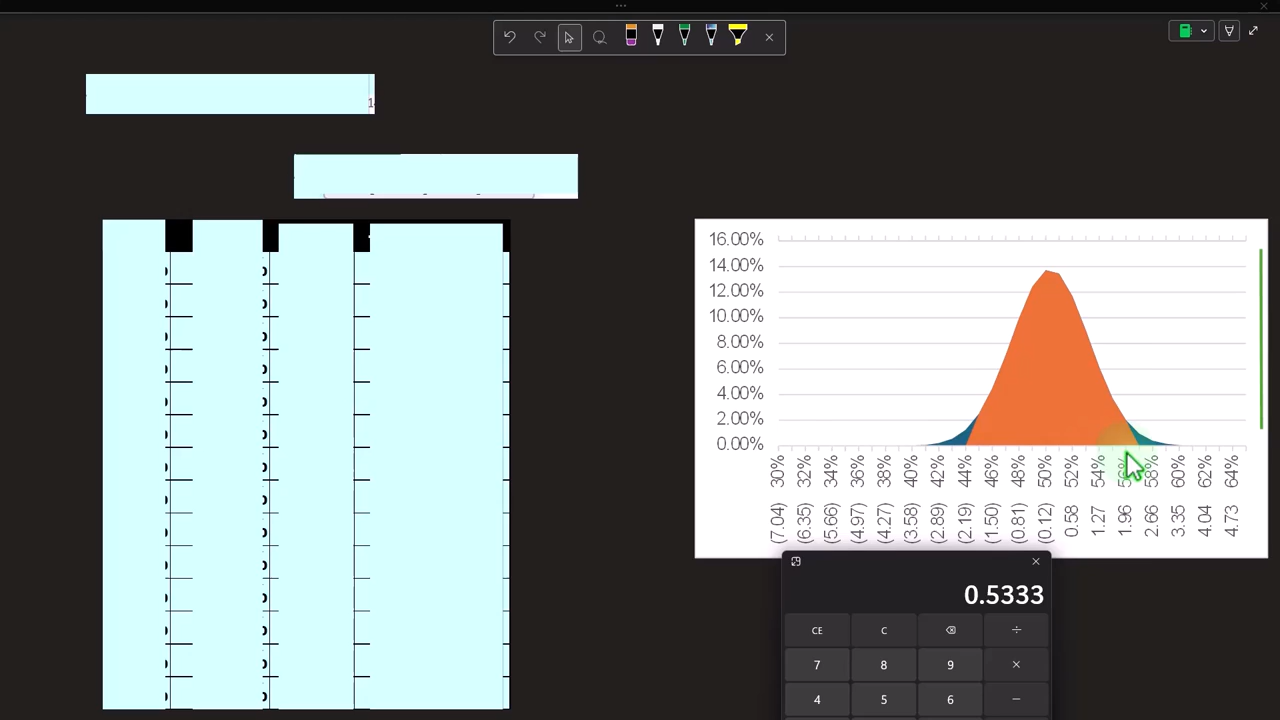 16.00%
14.00%
12.00%
10.00%
8.00%
6.00%
4.00%
2.00%
0.00%
30% 32% 34% 36% 38% 40% 42% 44% 46% 48% 50% 52% 54% 56% 58% 60% 62% 64%
(7.04) (6.35) (5.66) (4.97) (4.27) (3.58) (2.89) (2.19) (1.50) (0.81) (0.12) 0.58 1.27 1.96 2.66 3.35 4.04 4.73
0.5333
CE C ÷
7 8 9 ×
4 5 6 −